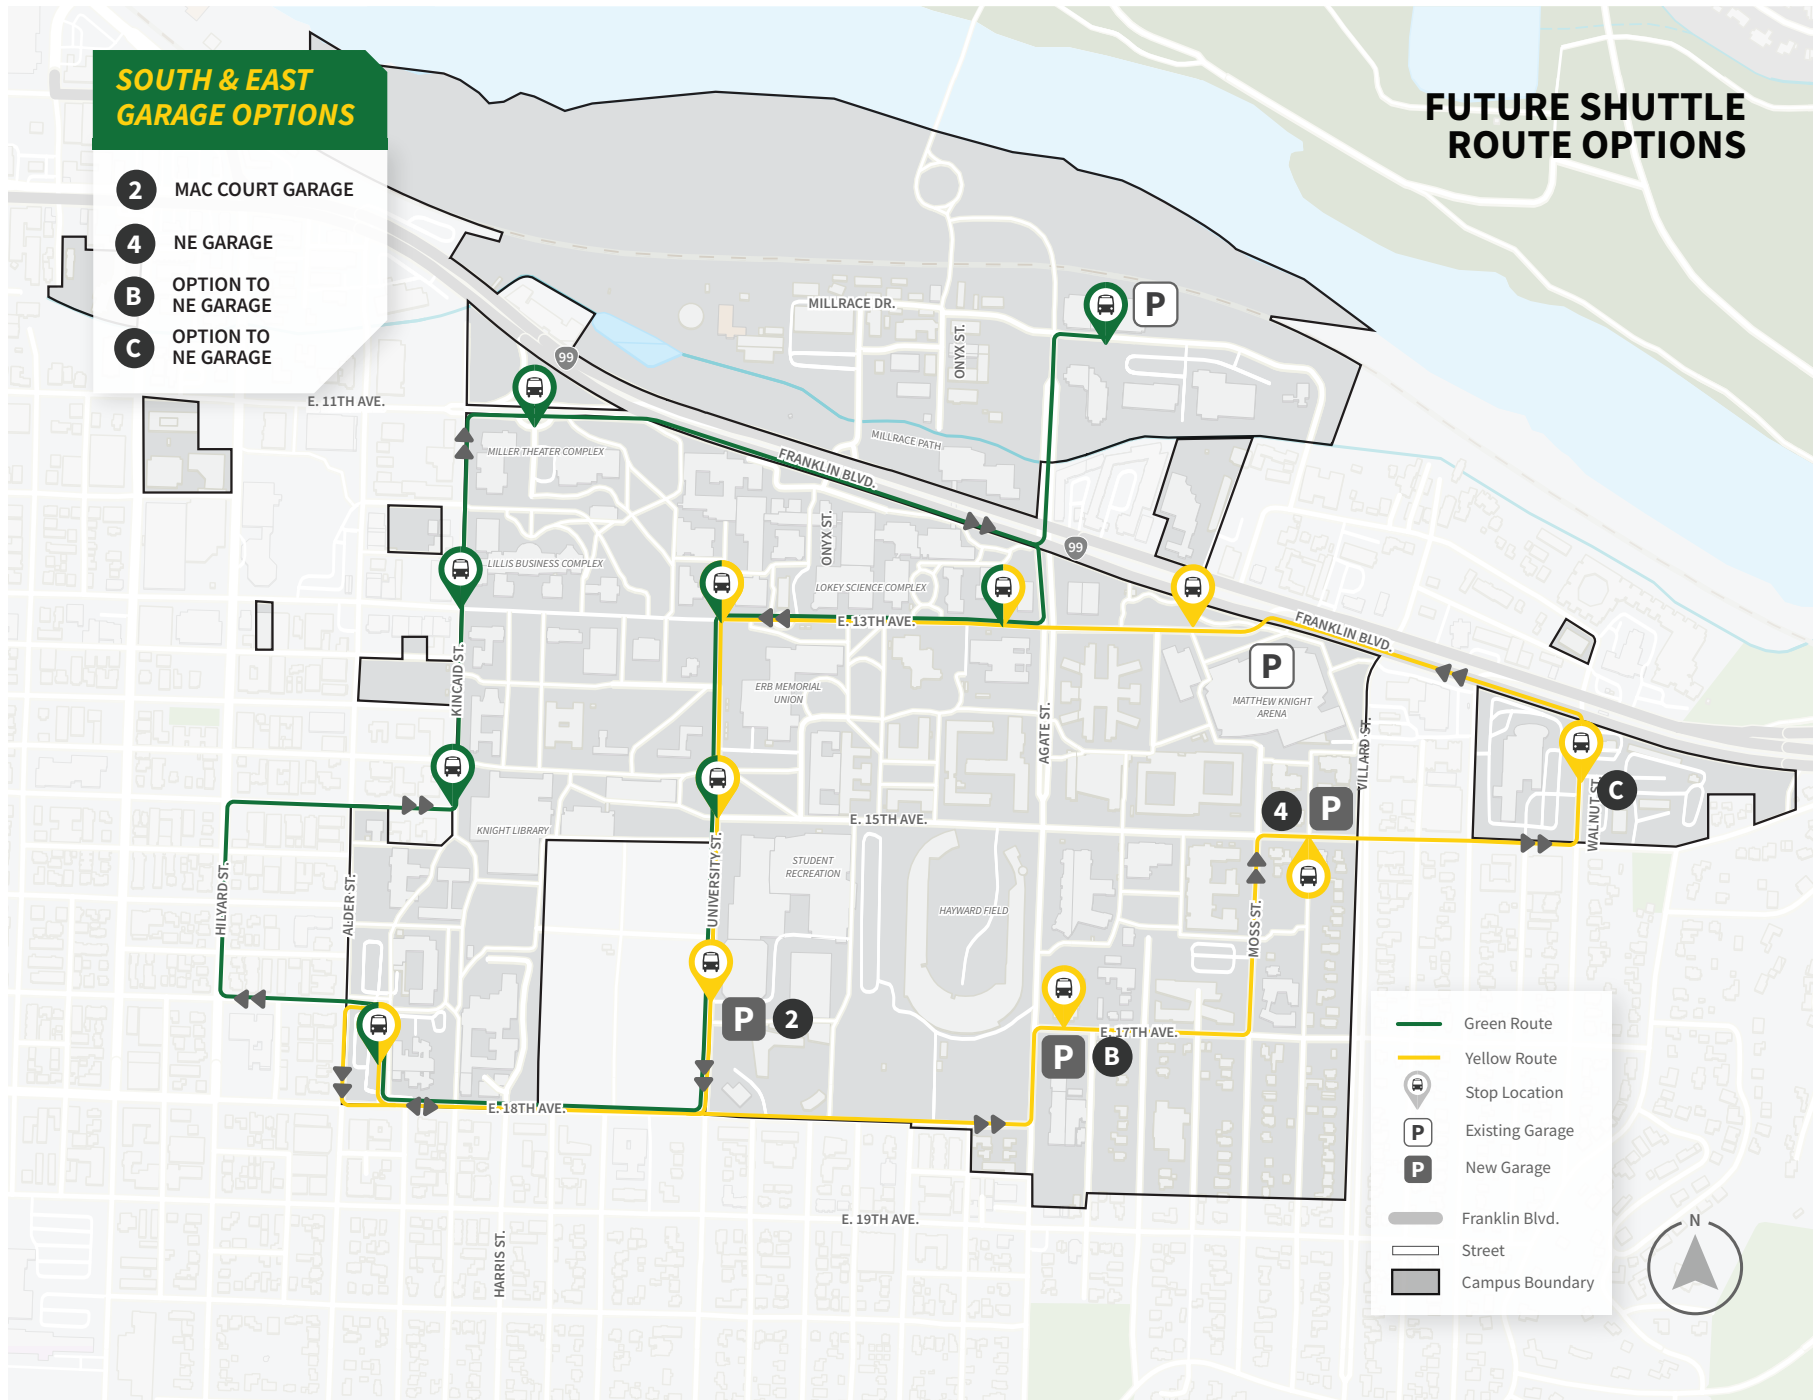 SOUTH & EAST
GARAGE OPTIONS
2 MAC COURT GARAGE
4 NE GARAGE
B OPTION TO
NE GARAGE
C OPTION TO
NE GARAGE
FUTURE SHUTTLE
ROUTE OPTIONS
MILLRACE DR.
P
ONYX ST.
99
E. 11TH AVE.
MILLRACE PATH
MILLER THEATER COMPLEX
FRANKLIN BLVD.
ONYX ST.
99
LILLIS BUSINESS COMPLEX
LOKEY SCIENCE COMPLEX
E. 13TH AVE.
FRANKLIN BLVD.
KINCAID ST.
P
ERB MEMORIAL
UNION
MATTHEW KNIGHT
ARENA
AGATE ST.
VILLARD ST.
C
WALNUT ST.
4
P
E. 15TH AVE.
KNIGHT LIBRARY
STUDENT
RECREATION
UNIVERSITY ST.
HILYARD ST.
ALDER ST.
HAYWARD FIELD
MOSS ST.
P
2
E. 17TH AVE.
P
B
E. 18TH AVE.
E. 19TH AVE.
HARRIS ST.
Green Route
Yellow Route
Stop Location
P Existing Garage
P New Garage
Franklin Blvd.
Street
Campus Boundary
N